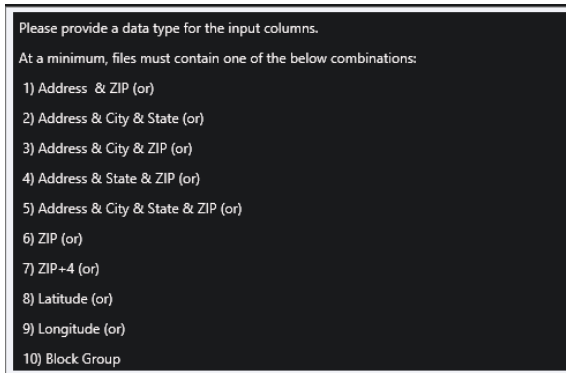 Please provide a data type for the input columns.
At a minimum, files must contain one of the below combinations:
1) Address & ZIP (or)
2) Address & City & State (or)
3) Address & City & ZIP (or)
4) Address & State & ZIP (or)
5) Address & City & State & ZIP (or)
6) ZIP (or)
7) ZIP+4 (or)
8) Latitude (or)
9) Longitude (or)
10) Block Group